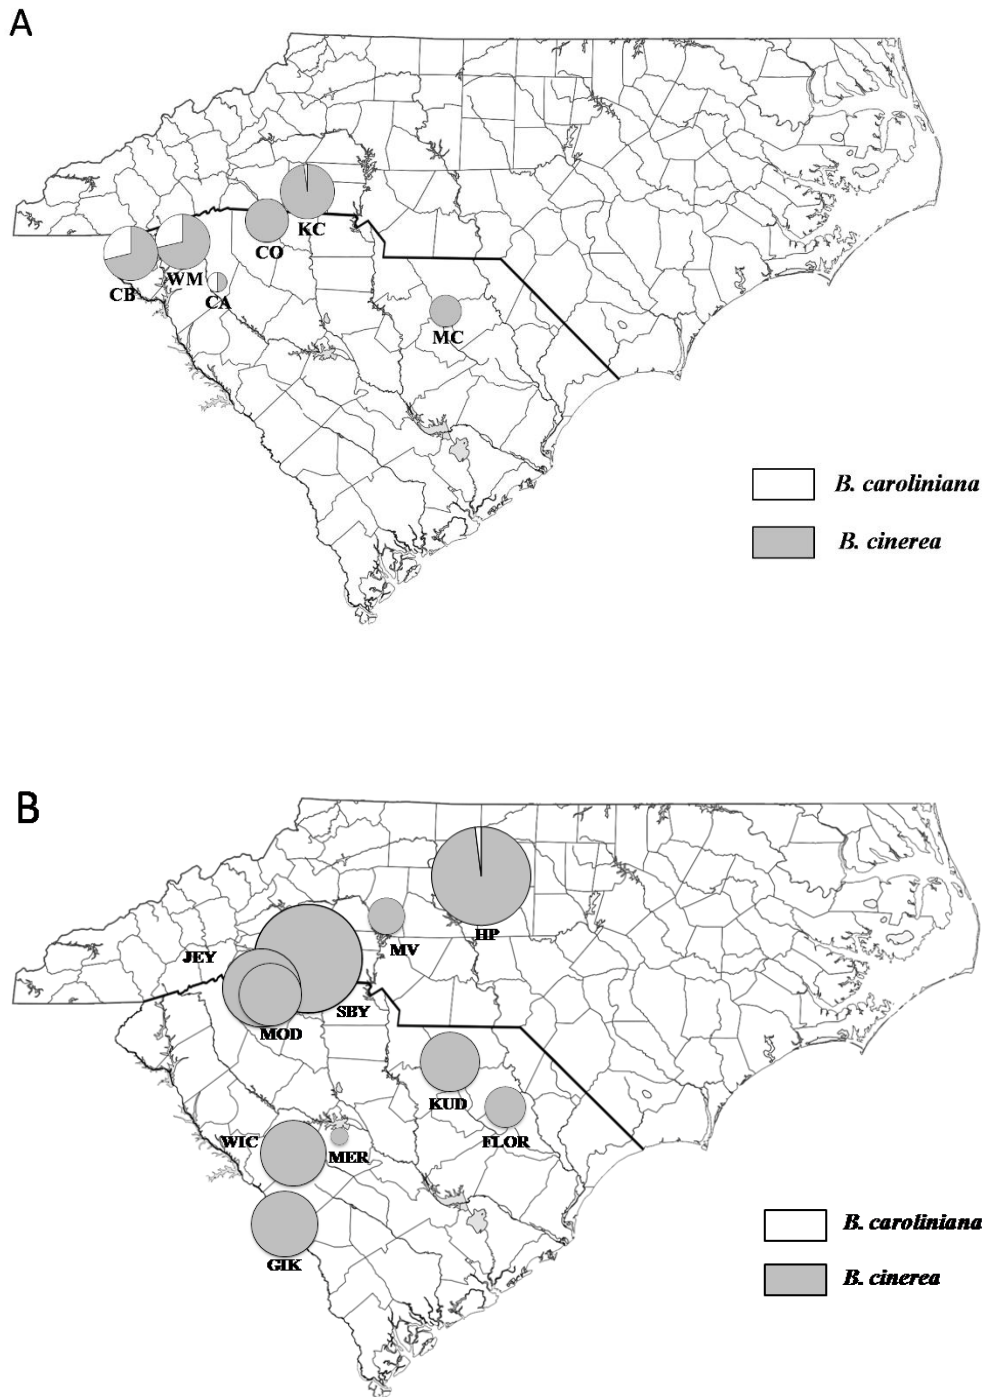 A
KC
CO
CB
WM
CA
MC
B. caroliniana
B. cinerea
B
JEY
MV
HP
SBY
MOD
KUD
FLOR
WIC
MER
GIK
B. caroliniana
B. cinerea